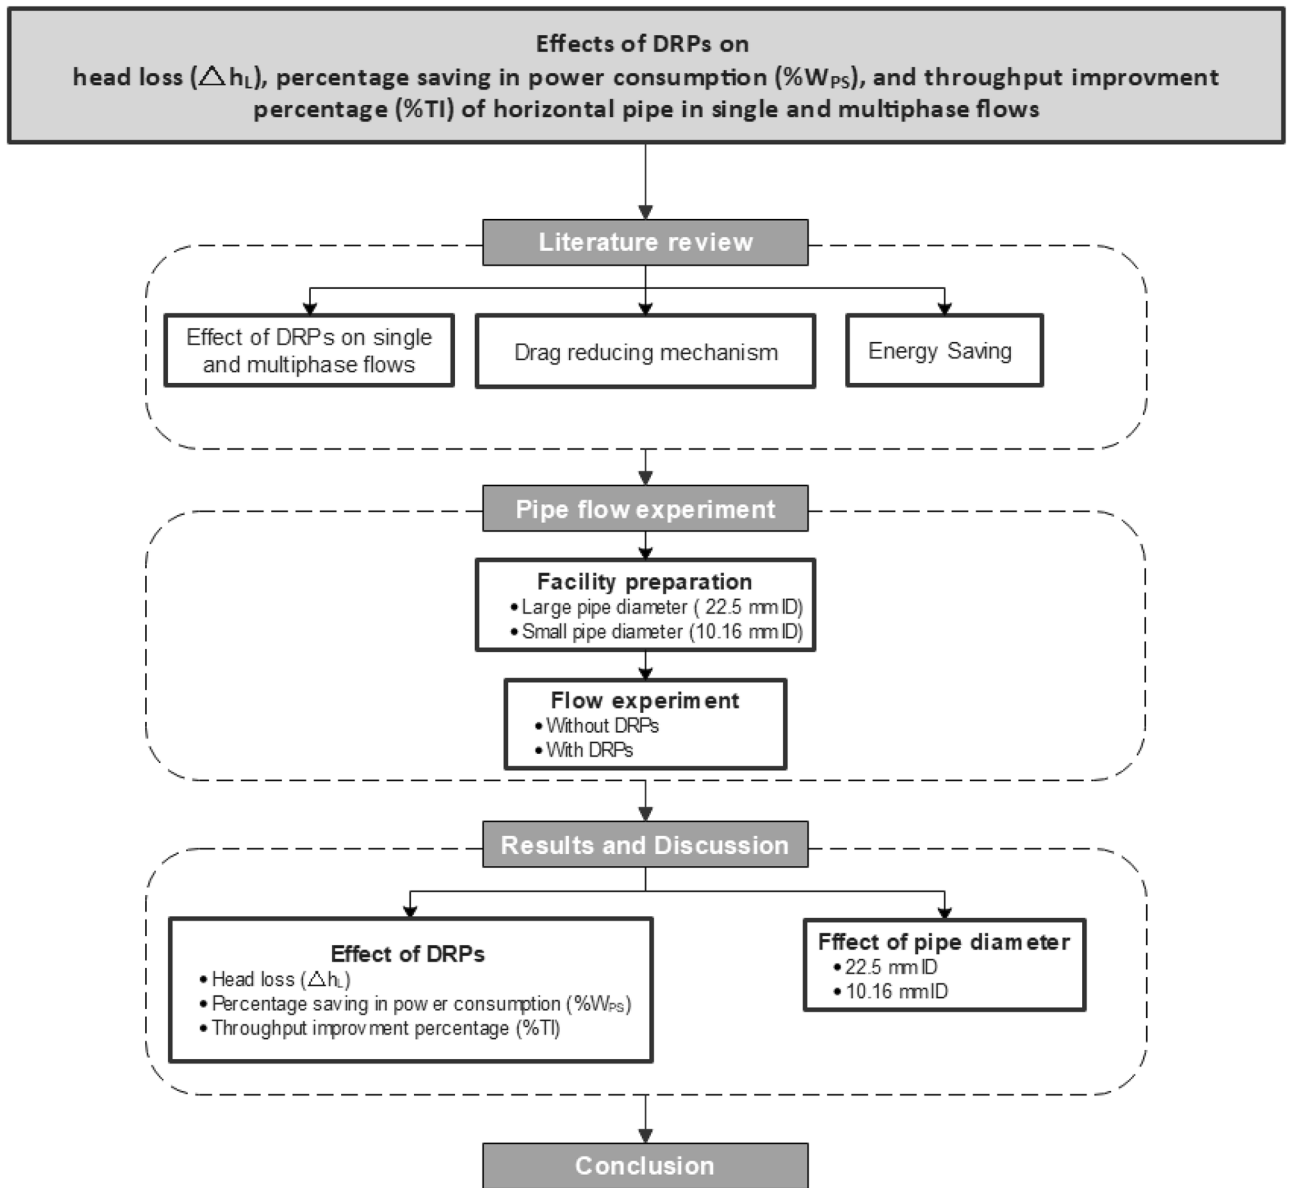 Effects of DRPs on
head loss (△hL), percentage saving in power consumption (%WPS), and throughput improvment
percentage (%TI) of horizontal pipe in single and multiphase flows
Literature review
Effect of DRPs on single
and multiphase flows
Drag reducing mechanism
Energy Saving
Pipe flow experiment
Facility preparation
• Large pipe diameter ( 22.5 mm ID)
• Small pipe diameter (10.16 mm ID)
Flow experiment
• Without DRPs
• With DRPs
Results and Discussion
Effect of DRPs
• Head loss (△hL)
• Percentage saving in power consumption (%WPS)
• Throughput improvment percentage (%TI)
Fffect of pipe diameter
• 22.5 mm ID
• 10.16 mm ID
Conclusion